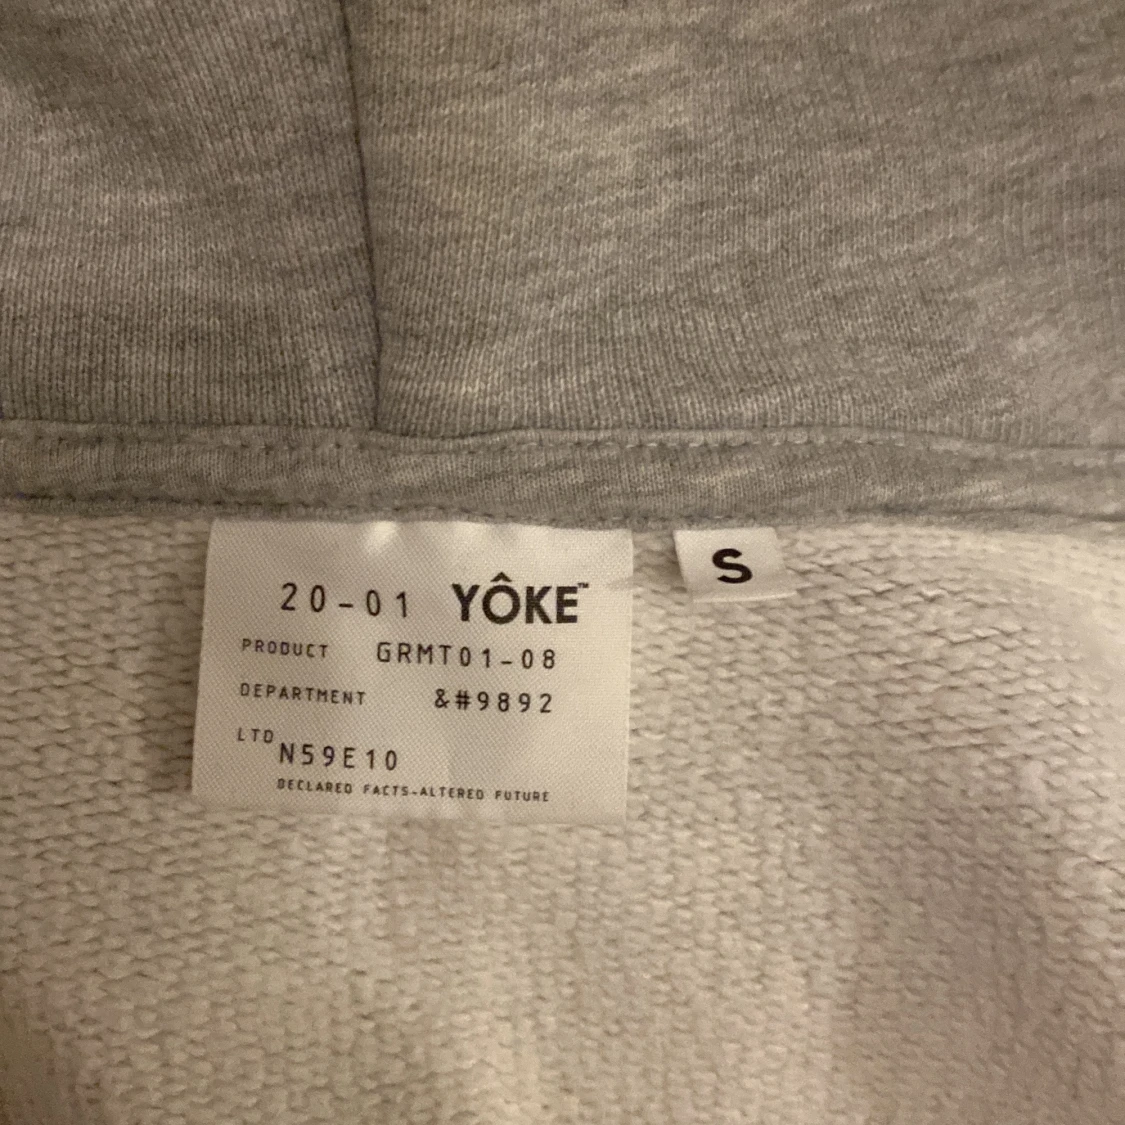 20-01 YÔKE™
S
PRODUCT GRMT01-08
DEPARTMENT &#9892
LTD
N59E10
DECLARED FACTS-ALTERED FUTURE